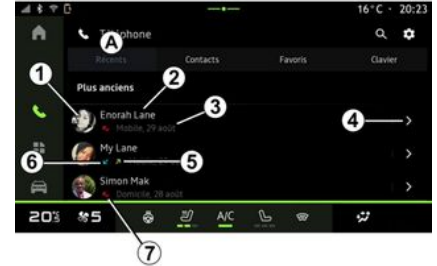 16°C · 20:23
Téléphone
A
Récents Contacts Favoris Clavier
Plus anciens
1 2
Enorah Lane
3
Mobile, 29 août
4
My Lane
6 5
Simon Mak
Domicile, 28 août
20 5 A/C
7